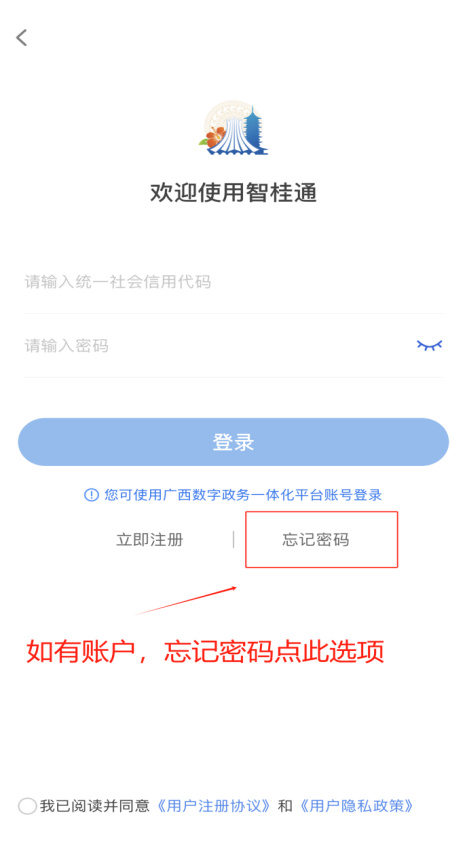 欢迎使用智桂通
请输入统一社会信用代码
请输入密码
登录
您可使用广西数字政务一体化平台账号登录
立即注册 | 忘记密码
如有账户，忘记密码点此选项
我已阅读并同意《用户注册协议》和《用户隐私政策》